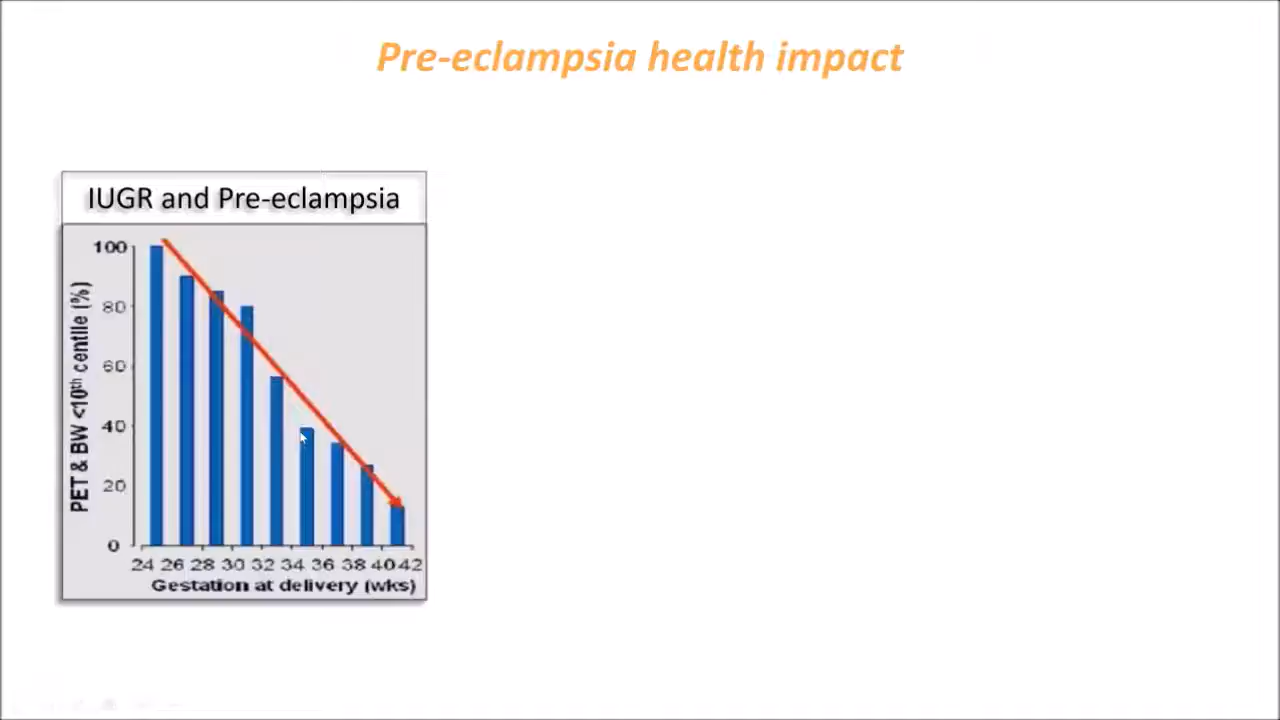 Pre-eclampsia health impact
IUGR and Pre-eclampsia
PET & BW <10th centile (%)
100
80
60
40
20
0
24 26 28 30 32 34 36 38 40 42
Gestation at delivery (wks)